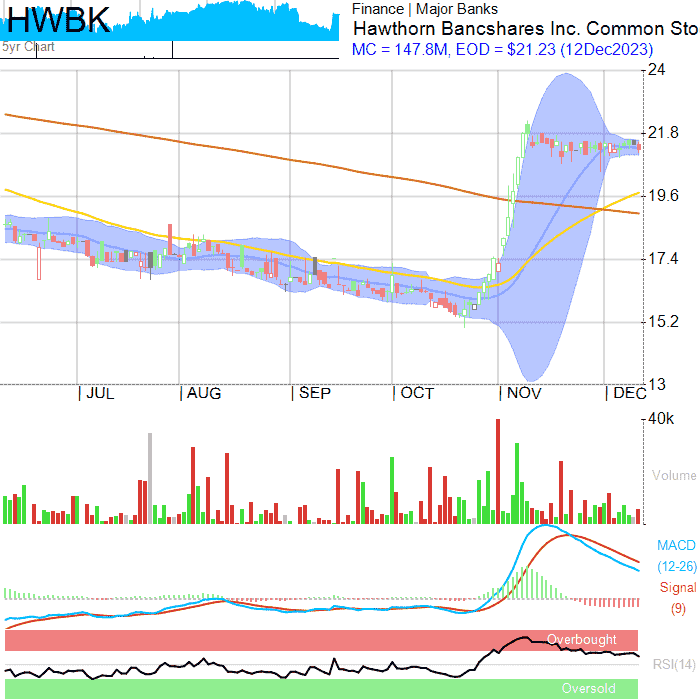 HWBK
5yr Chart
Finance | Major Banks
Hawthorn Bancshares Inc. Common Sto
MC = 147.8M, EOD = $21.23 (12Dec2023)
24
21.8
19.6
17.4
15.2
13
JUL AUG SEP OCT NOV DEC
40k
Volume
MACD
(12-26)
Signal
(9)
Overbought
RSI(14)
Oversold